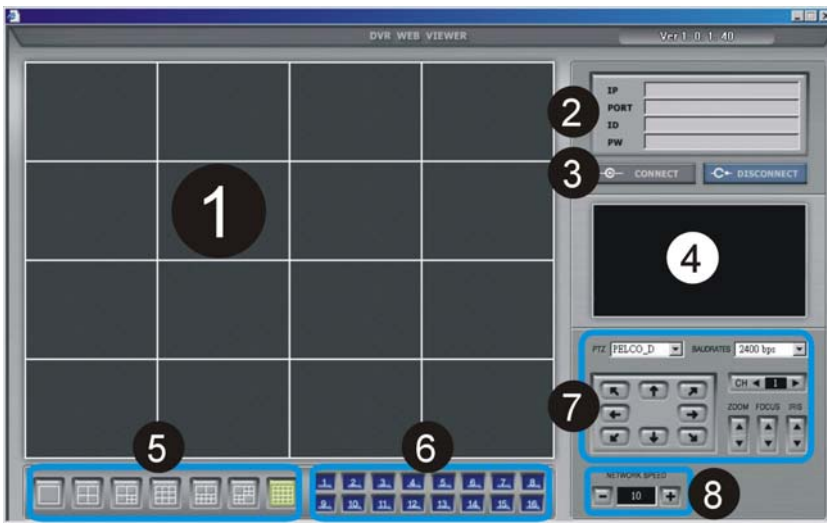 DVR WEB VIEWER
Ver 1. 0. 1. 40
IP
PORT
ID
PW
2
3
CONNECT
DISCONNECT
1
4
PTZ PELCO_D BAUDRATES 2400 bps
CH 1
7
ZOOM FOCUS IRIS
5
6
1 2 3 4 5 6 7 8
9 10 11 12 13 14 15 16
NETWORK SPEED
10
8